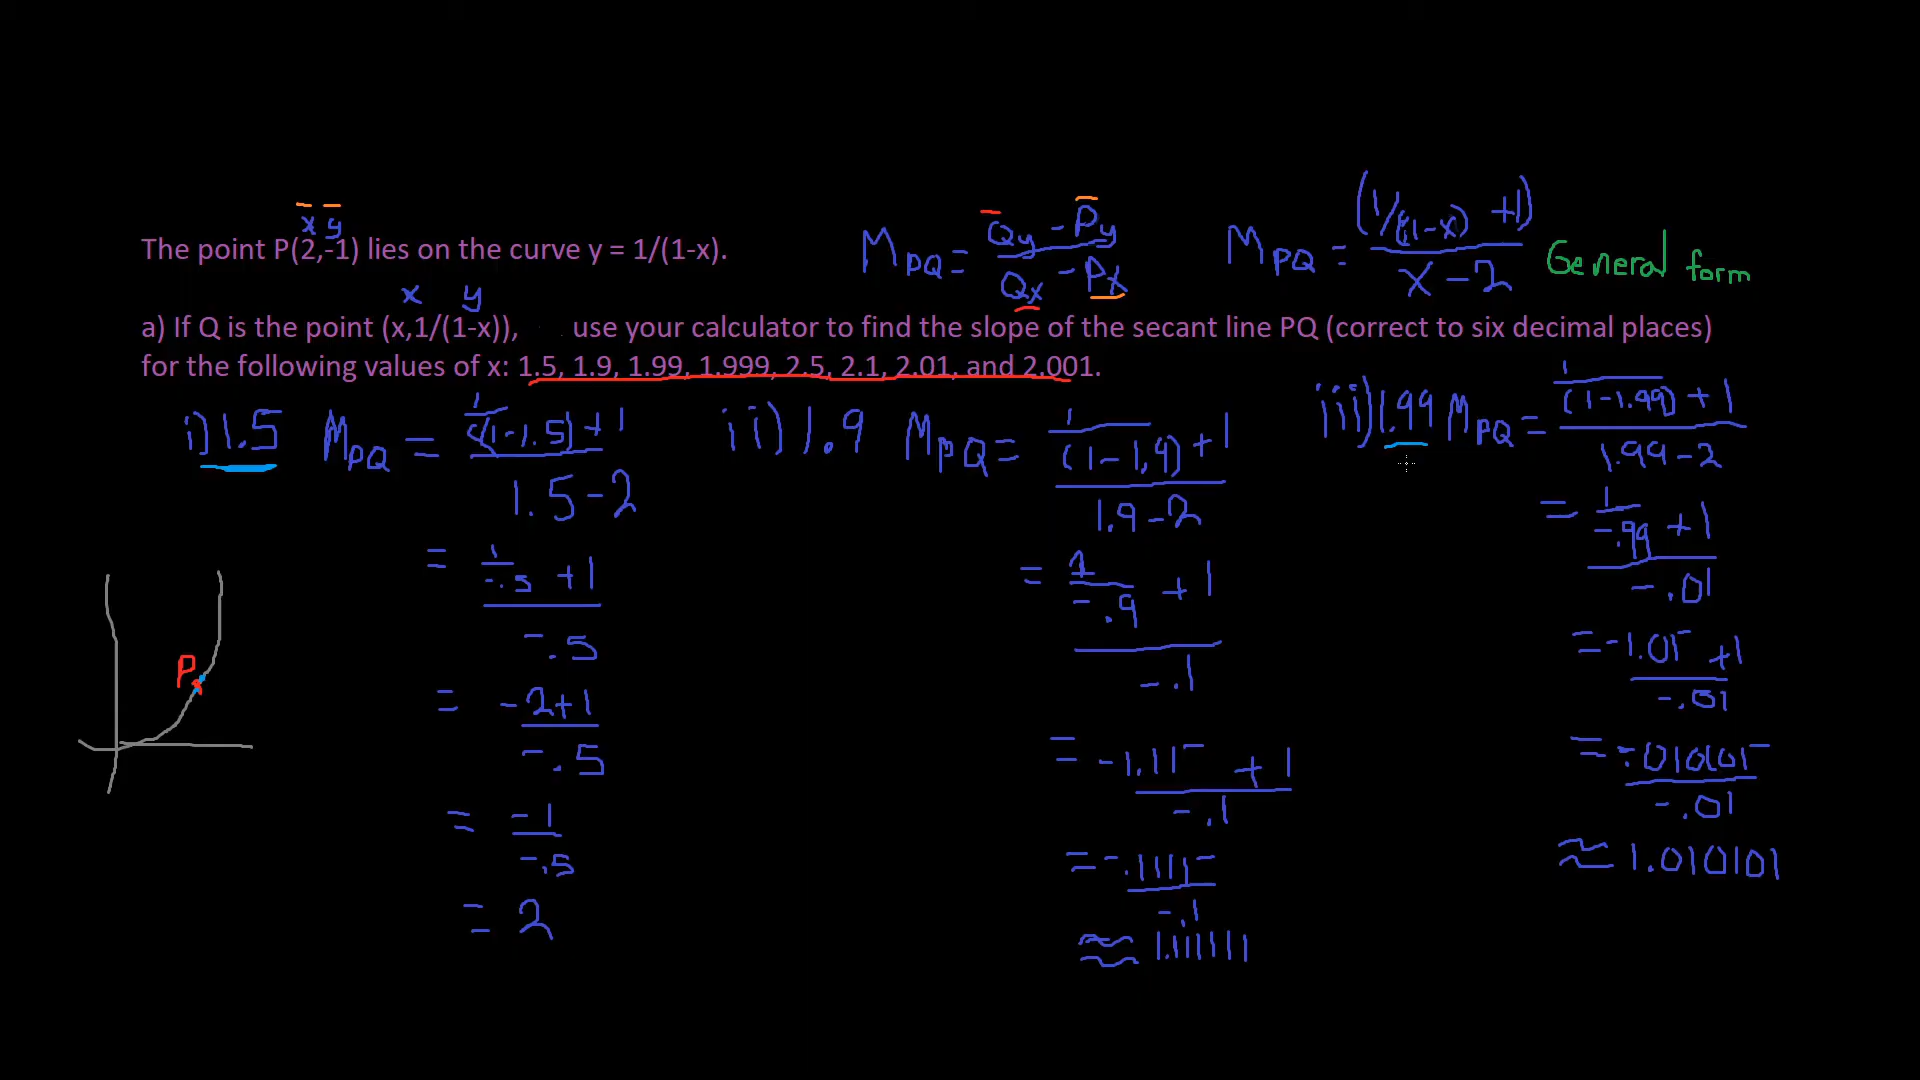 x y
The point P(2,-1) lies on the curve y = 1/(1-x).
M PQ = Qy - Py / Qx - Px
M PQ = (1/(1-x) +1) / x - 2
General form
x y
a) If Q is the point (x,1/(1-x)), use your calculator to find the slope of the secant line PQ (correct to six decimal places)
for the following values of x: 1.5, 1.9, 1.99, 1.999, 2.5, 2.1, 2.01, and 2.001.
i) 1.5 M PQ = 1/(1-1.5) + 1 / 1.5 - 2
= 1/-.5 + 1 / -.5
= -2+1 / -.5
= -1 / -.5
= 2
ii) 1.9 M PQ = 1/(1-1.9) + 1 / 1.9 - 2
= 1/-.9 + 1 / -.1
= -1.11‾ + 1 / -.1
= -.111‾ / -.1
≈ 1.111111
iii) 1.99 M PQ = 1/(1-1.99) + 1 / 1.99 - 2
= 1/-.99 + 1 / -.01
= -1.01‾ + 1 / -.01
= -.010101‾ / -.01
≈ 1.010101
P